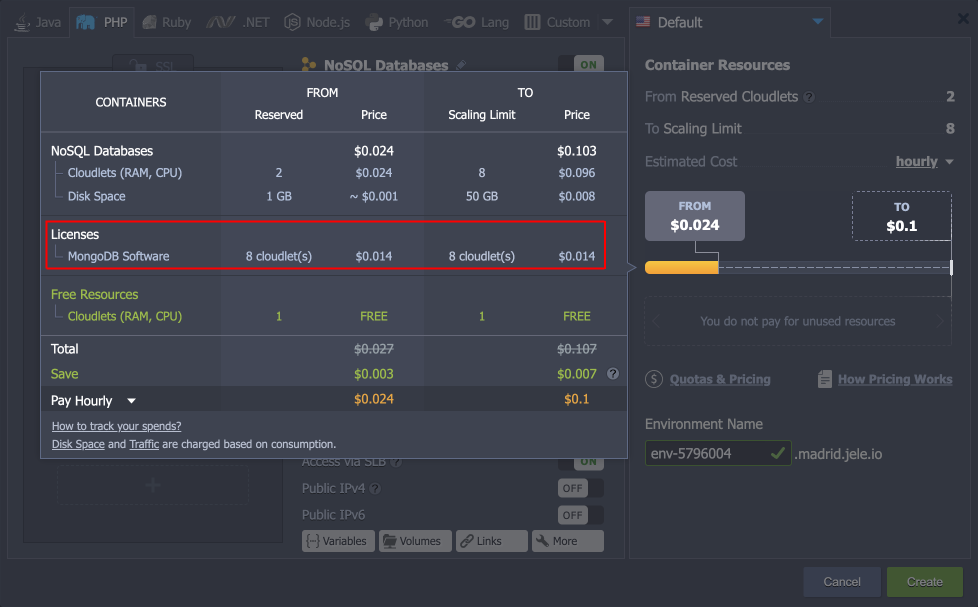 Java PHP Ruby .NET Node.js Python GO Lang Custom
Default
SSL
NoSQL Databases
ON
Container Resources
From Reserved Cloudlets ? 2
To Scaling Limit 8
Estimated Cost hourly
FROM
$0.024
TO
$0.1
You do not pay for unused resources
$ Quotas & Pricing
How Pricing Works
Environment Name
env-5796004 .madrid.jele.io
CONTAINERS FROM TO
Reserved Price Scaling Limit Price
NoSQL Databases $0.024 $0.103
Cloudlets (RAM, CPU) 2 $0.024 8 $0.096
Disk Space 1 GB ~ $0.001 50 GB $0.008
Licenses
MongoDB Software 8 cloudlet(s) $0.014 8 cloudlet(s) $0.014
Free Resources
Cloudlets (RAM, CPU) 1 FREE 1 FREE
Total $0.027 $0.107
Save $0.003 $0.007 ?
Pay Hourly $0.024 $0.1
How to track your spends?
Disk Space and Traffic are charged based on consumption.
Access via SLB ? ON
Public IPv4 ? OFF
Public IPv6 OFF
Variables Volumes Links More
Cancel Create